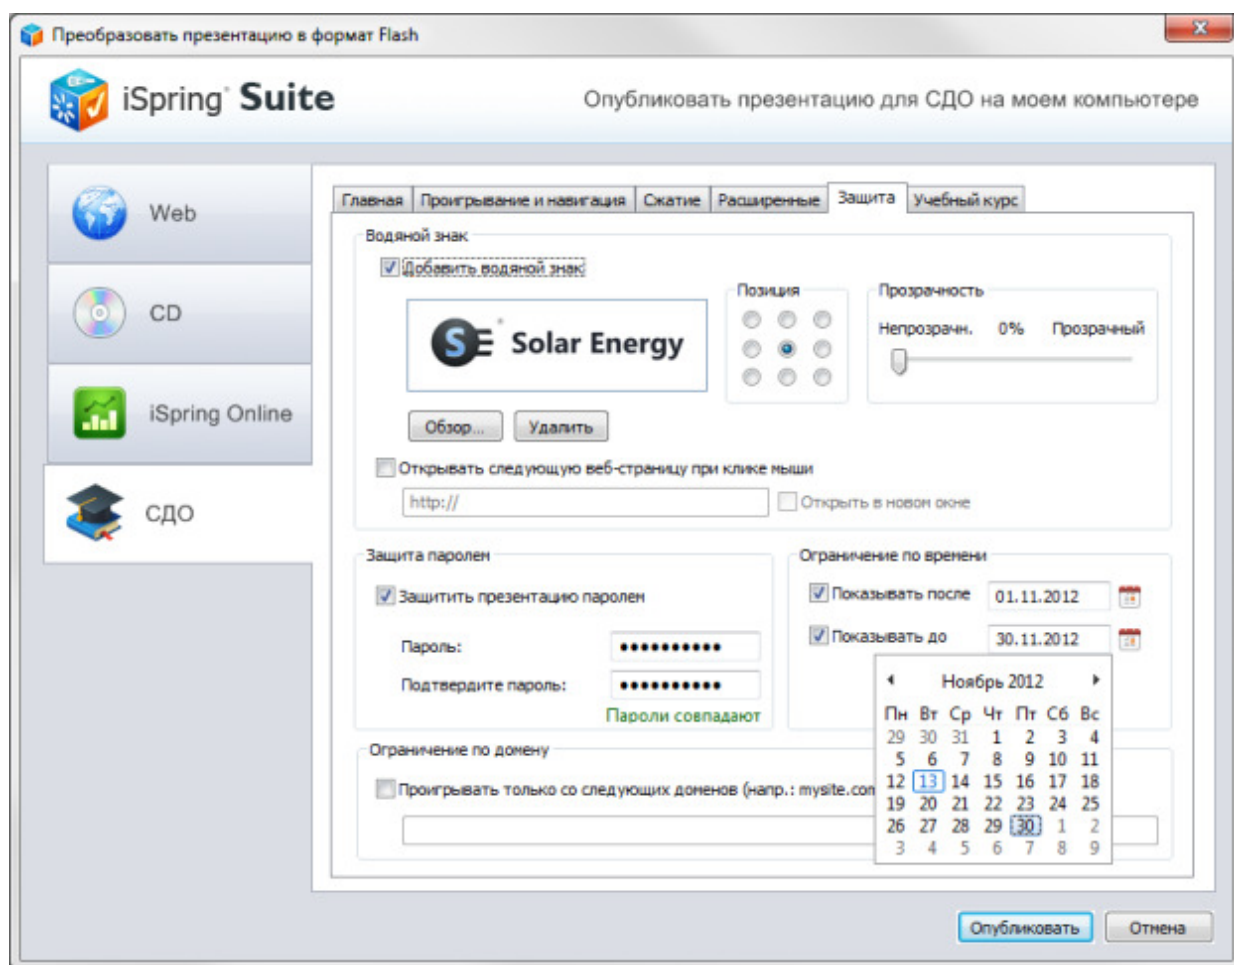 Преобразовать презентацию в формат Flash
iSpring Suite
Опубликовать презентацию для СДО на моем компьютере
Web
CD
iSpring Online
СДО
Главная Проигрывание и навигация Сжатие Расширенные Защита Учебный курс
Водяной знак
Добавить водяной знак
SE Solar Energy
Позиция
Прозрачность
Непрозрачн. 0% Прозрачный
Обзор... Удалить
Открывать следующую веб-страницу при клике мыши
http://
Открыть в новом окне
Защита паролем
Защитить презентацию паролем
Пароль: ●●●●●●●●●●
Подтвердите пароль: ●●●●●●●●●●
Пароли совпадают
Ограничение по времени
Показывать после 01.11.2012
Показывать до 30.11.2012
Ноябрь 2012
Пн Вт Ср Чт Пт Сб Вс
29 30 31 1 2 3 4
5 6 7 8 9 10 11
12 13 14 15 16 17 18
19 20 21 22 23 24 25
26 27 28 29 30 1 2
3 4 5 6 7 8 9
Ограничение по домену
Проигрывать только со следующих доменов (напр.: mysite.com
Опубликовать Отмена